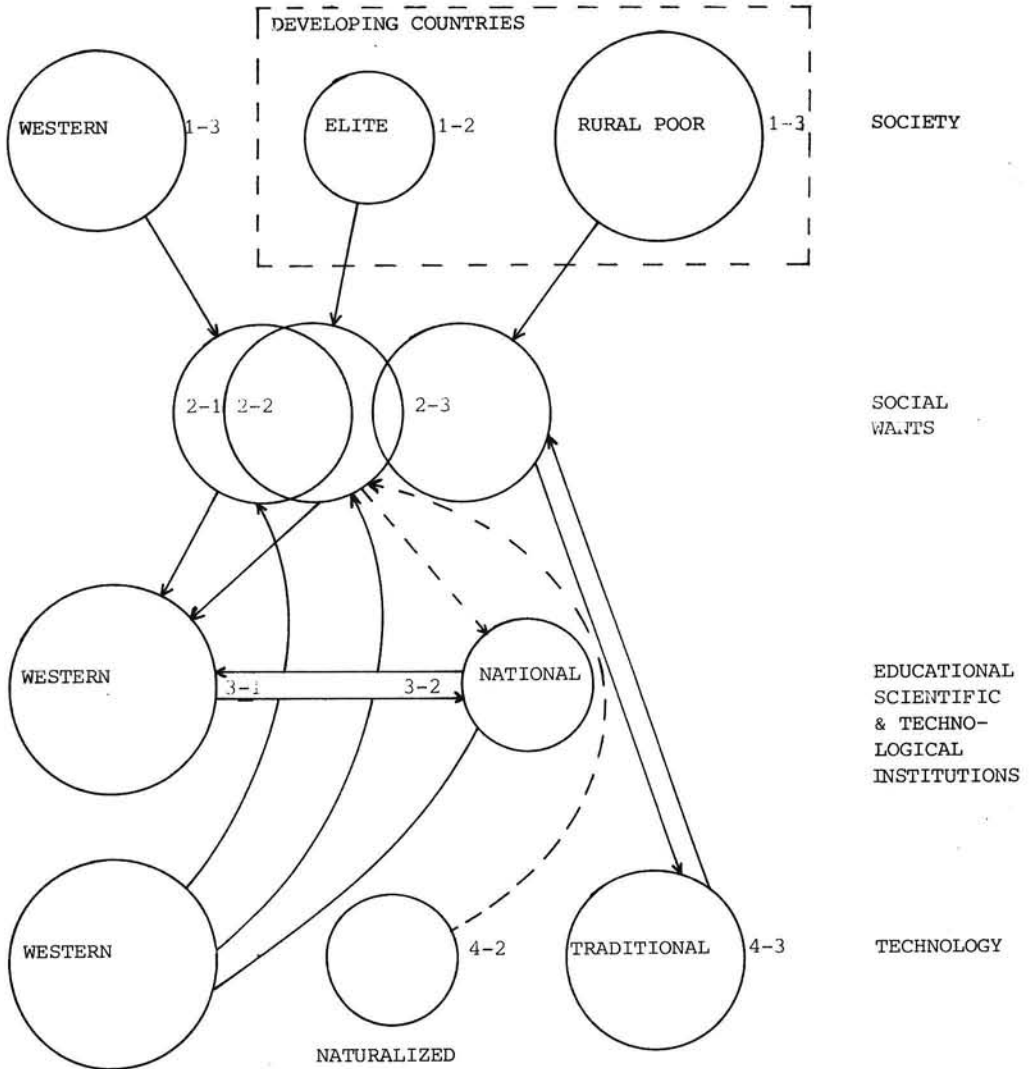 DEVELOPING COUNTRIES
WESTERN
1-3
ELITE
1-2
RURAL POOR
1-3
SOCIETY
2-1
2-2
2-3
SOCIAL
WANTS
WESTERN
3-1
3-2
NATIONAL
EDUCATIONAL
SCIENTIFIC
& TECHNO-
LOGICAL
INSTITUTIONS
WESTERN
4-2
TRADITIONAL
4-3
TECHNOLOGY
NATURALIZED